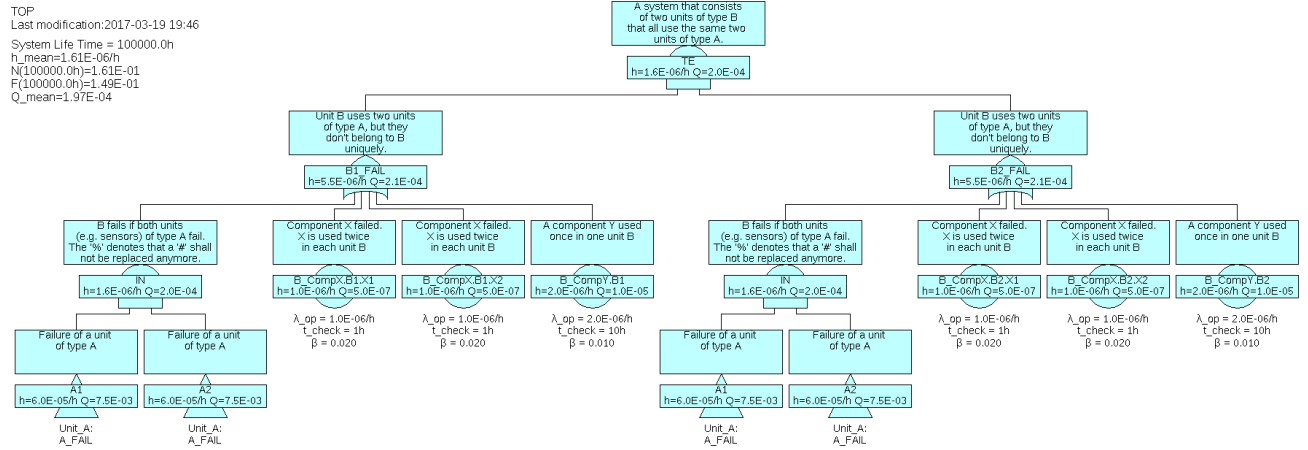 TOP
Last modification:2017-03-19 19:46
System Life Time = 100000.0h
h_mean=1.61E-06/h
N(100000.0h)=1.61E-01
F(100000.0h)=1.49E-01
Q_mean=1.97E-04
A system that consists
of two units of type B
that all use the same two
units of type A.
TE
h=1.6E-06/h Q=2.0E-04
Unit B uses two units
of type A, but they
don't belong to B
uniquely.
B1_FAIL
h=5.5E-06/h Q=2.1E-04
Unit B uses two units
of type A, but they
don't belong to B
uniquely.
B2_FAIL
h=5.5E-06/h Q=2.1E-04
B fails if both units
(e.g. sensors) of type A fail.
The '%' denotes that a '#' shall
not be replaced anymore.
IN
h=1.6E-06/h Q=2.0E-04
Component X failed.
X is used twice
in each unit B
B_CompX.B1.X1
h=1.0E-06/h Q=5.0E-07
λ_op = 1.0E-06/h
t_check = 1h
β = 0.020
Component X failed.
X is used twice
in each unit B
B_CompX.B1.X2
h=1.0E-06/h Q=5.0E-07
λ_op = 1.0E-06/h
t_check = 1h
β = 0.020
A component Y used
once in one unit B
B_CompY.B1
h=2.0E-06/h Q=1.0E-05
λ_op = 2.0E-06/h
t_check = 10h
β = 0.010
B fails if both units
(e.g. sensors) of type A fail.
The '%' denotes that a '#' shall
not be replaced anymore.
IN
h=1.6E-06/h Q=2.0E-04
Component X failed.
X is used twice
in each unit B
B_CompX.B2.X1
h=1.0E-06/h Q=5.0E-07
λ_op = 1.0E-06/h
t_check = 1h
β = 0.020
Component X failed.
X is used twice
in each unit B
B_CompX.B2.X2
h=1.0E-06/h Q=5.0E-07
λ_op = 1.0E-06/h
t_check = 1h
β = 0.020
A component Y used
once in one unit B
B_CompY.B2
h=2.0E-06/h Q=1.0E-05
λ_op = 2.0E-06/h
t_check = 10h
β = 0.010
Failure of a unit
of type A
A1
h=6.0E-05/h Q=7.5E-03
Unit_A:
A_FAIL
Failure of a unit
of type A
A2
h=6.0E-05/h Q=7.5E-03
Unit_A:
A_FAIL
Failure of a unit
of type A
A1
h=6.0E-05/h Q=7.5E-03
Unit_A:
A_FAIL
Failure of a unit
of type A
A2
h=6.0E-05/h Q=7.5E-03
Unit_A:
A_FAIL